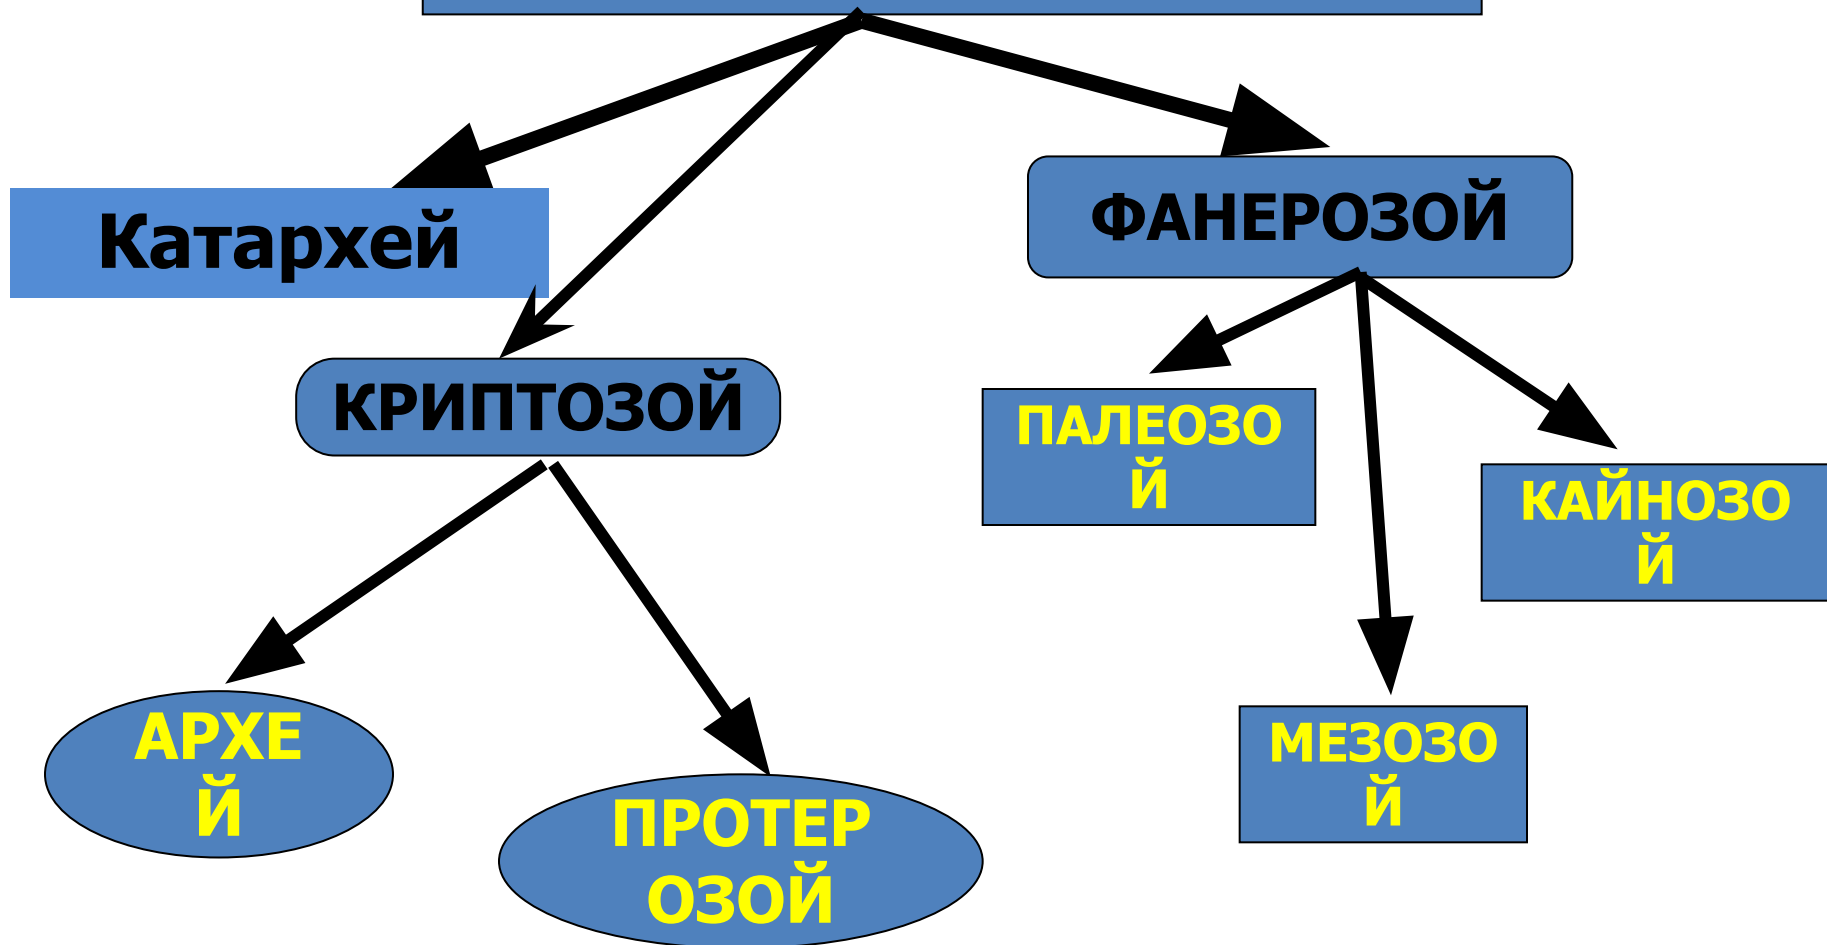 Катархей
ФАНЕРОЗОЙ
КРИПТОЗОЙ
ПАЛЕОЗО
Й
КАЙНОЗО
Й
АРХЕ
Й
МЕЗОЗО
Й
ПРОТЕР
ОЗОЙ